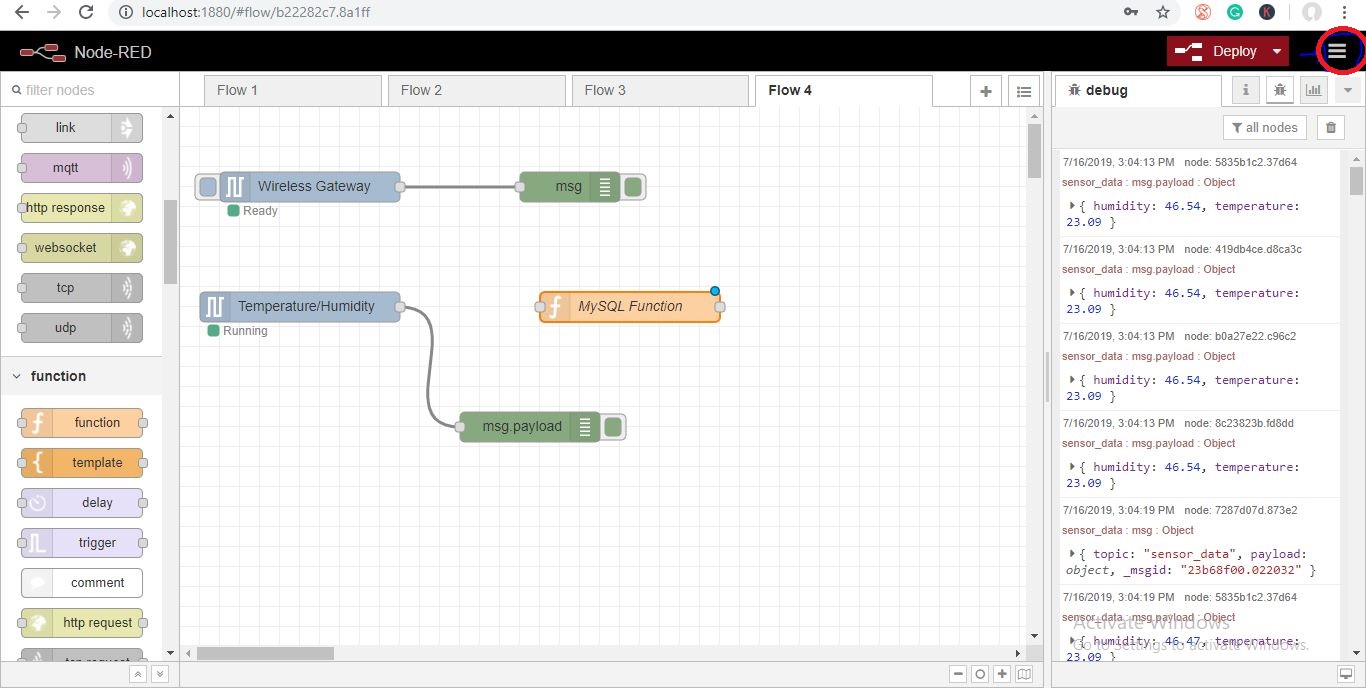 localhost:1880/#flow/b22282c7.8a1ff
Node-RED
Deploy
filter nodes
Flow 1
Flow 2
Flow 3
Flow 4
debug
all nodes
link
mqtt
http response
websocket
tcp
udp
function
function
template
delay
trigger
comment
http request
tcp request
Wireless Gateway
Ready
msg
Temperature/Humidity
Running
MySQL Function
msg.payload
7/16/2019, 3:04:13 PM node: 5835b1c2.37d64
sensor_data : msg.payload : Object
{ humidity: 46.54, temperature:
23.09 }
7/16/2019, 3:04:13 PM node: 419db4ce.d8ca3c
sensor_data : msg.payload : Object
{ humidity: 46.54, temperature:
23.09 }
7/16/2019, 3:04:13 PM node: b0a27e22.c96c2
sensor_data : msg.payload : Object
{ humidity: 46.54, temperature:
23.09 }
7/16/2019, 3:04:13 PM node: 8c23823b.fd8dd
sensor_data : msg.payload : Object
{ humidity: 46.54, temperature:
23.09 }
7/16/2019, 3:04:19 PM node: 7287d07d.873e2
sensor_data : msg : Object
{ topic: "sensor_data", payload:
object, _msgid: "23b68f00.022032" }
7/16/2019, 3:04:19 PM node: 5835b1c2.37d64
sensor_data : msg.payload : Object
{ humidity: 46.47, temperature:
23.09 }
Activate Windows
Go to Settings to activate Windows.